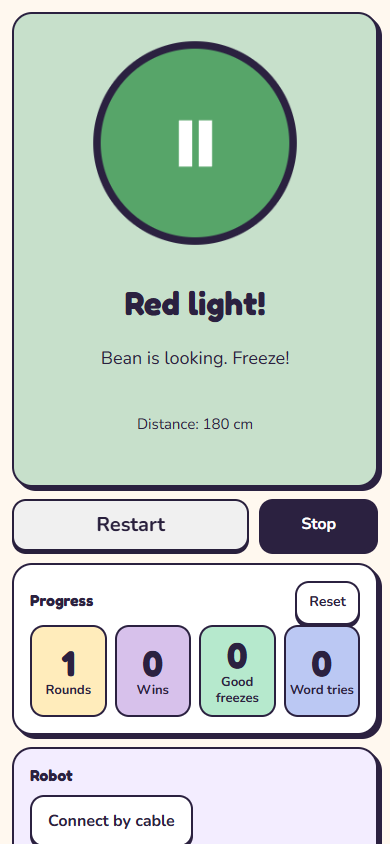 Red light!
Bean is looking. Freeze!
Distance: 180 cm
Restart
Stop
Progress
Reset
1
Rounds
0
Wins
0
Good
freezes
0
Word tries
Robot
Connect by cable